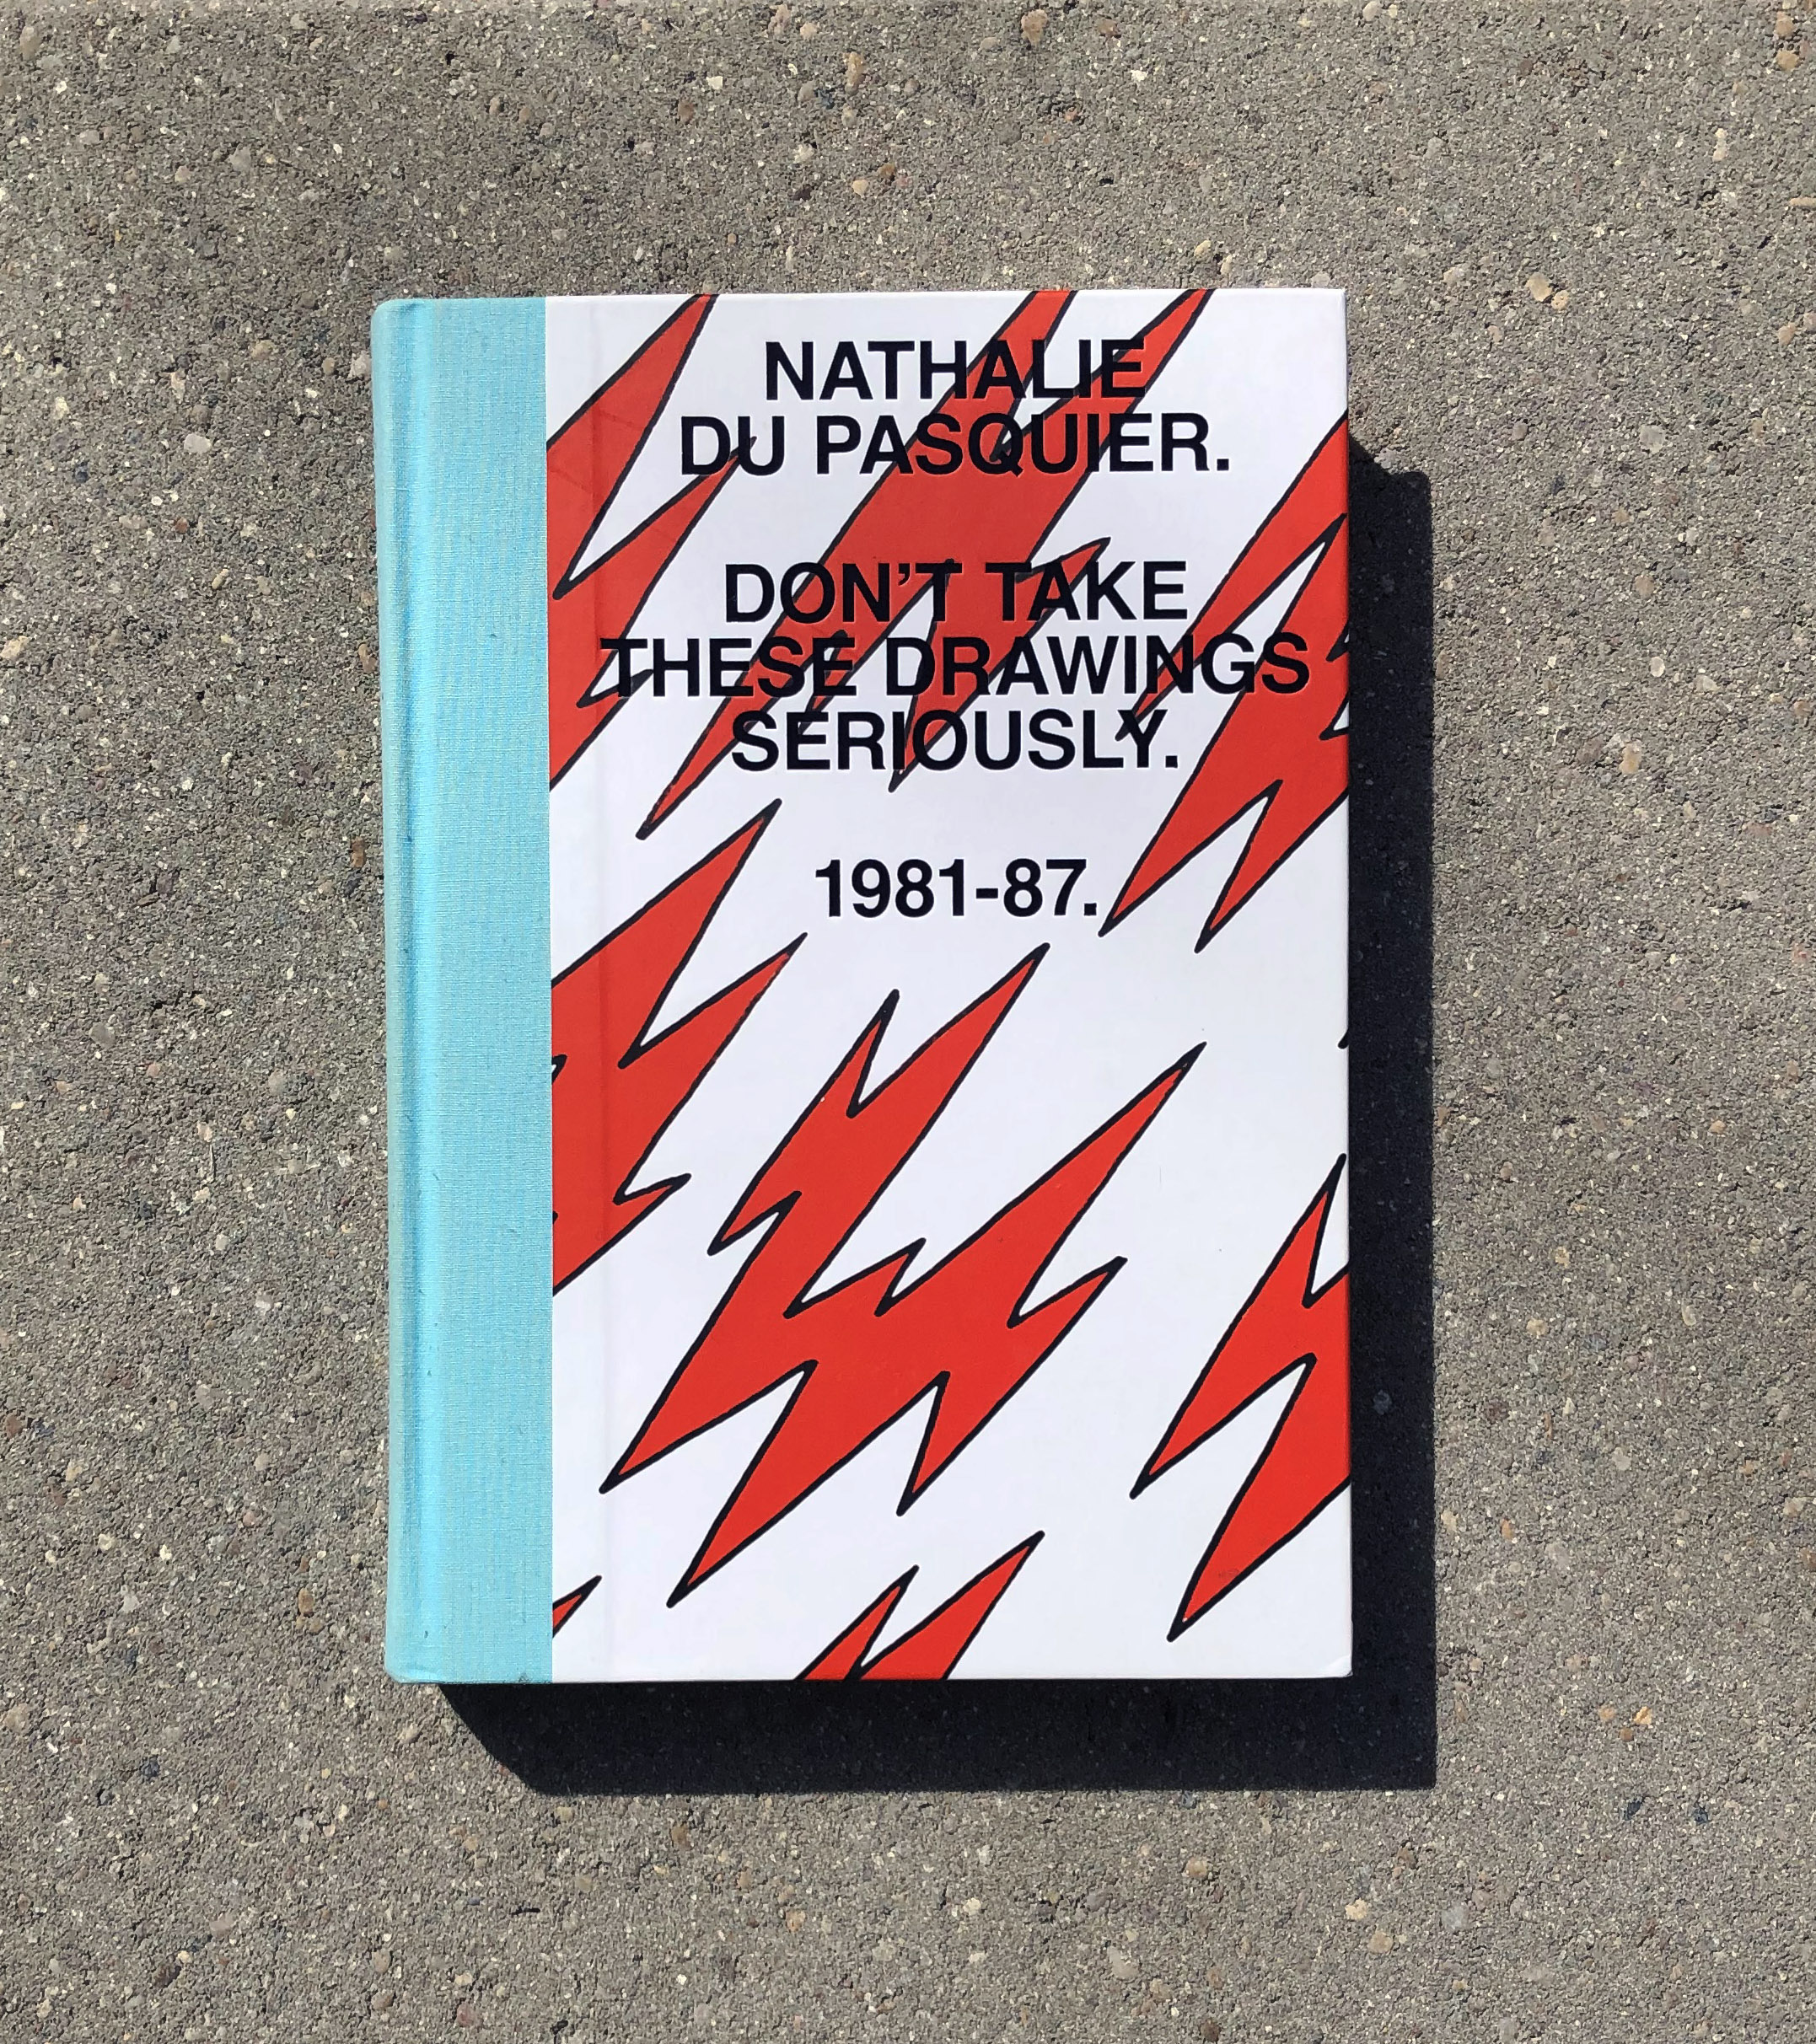 NATHALIE
DU PASQUIER.
DON’T TAKE
THESE DRAWINGS
SERIOUSLY.
1981-87.